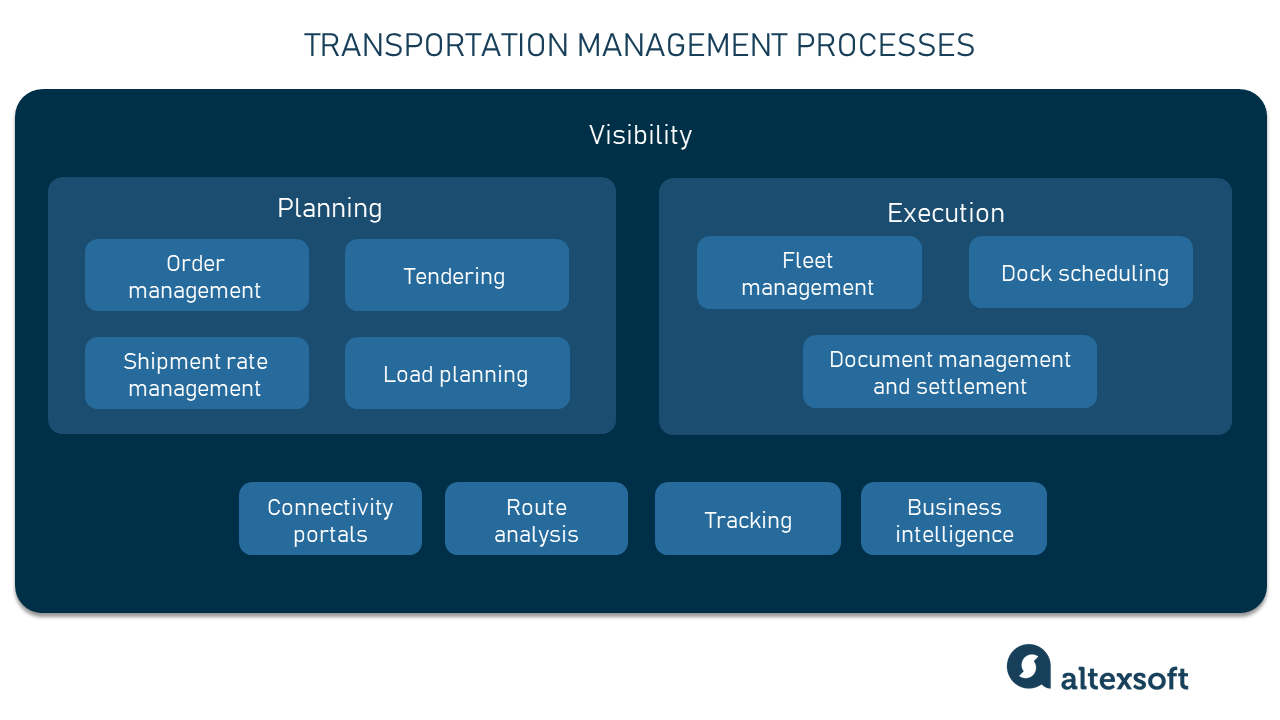 TRANSPORTATION MANAGEMENT PROCESSES
Visibility
Planning
Order
management
Tendering
Shipment rate
management
Load planning
Execution
Fleet
management
Dock scheduling
Document management
and settlement
Connectivity
portals
Route
analysis
Tracking
Business
intelligence
altexsoft